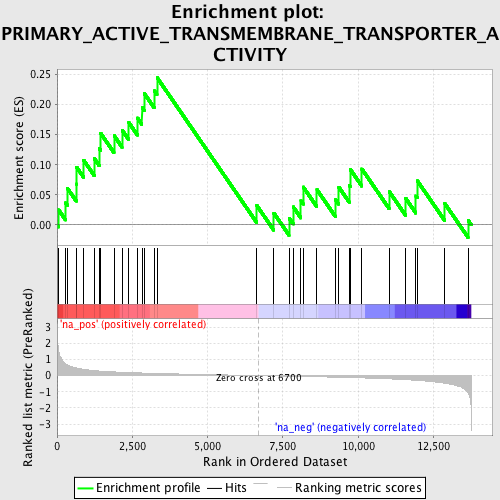 Enrichment plot:
PRIMARY_ACTIVE_TRANSMEMBRANE_TRANSPORTER_A
CTIVITY
Enrichment score (ES)
0.25
0.20
0.15
0.10
0.05
0.00
'na_pos' (positively correlated)
Ranked list metric (PreRanked)
3
2
1
0
-1
-2
-3
Zero cross at 6700
'na_neg' (negatively correlated)
0
2,500
5,000
7,500
10,000
12,500
Rank in Ordered Dataset
Enrichment profile
Hits
Ranking metric scores